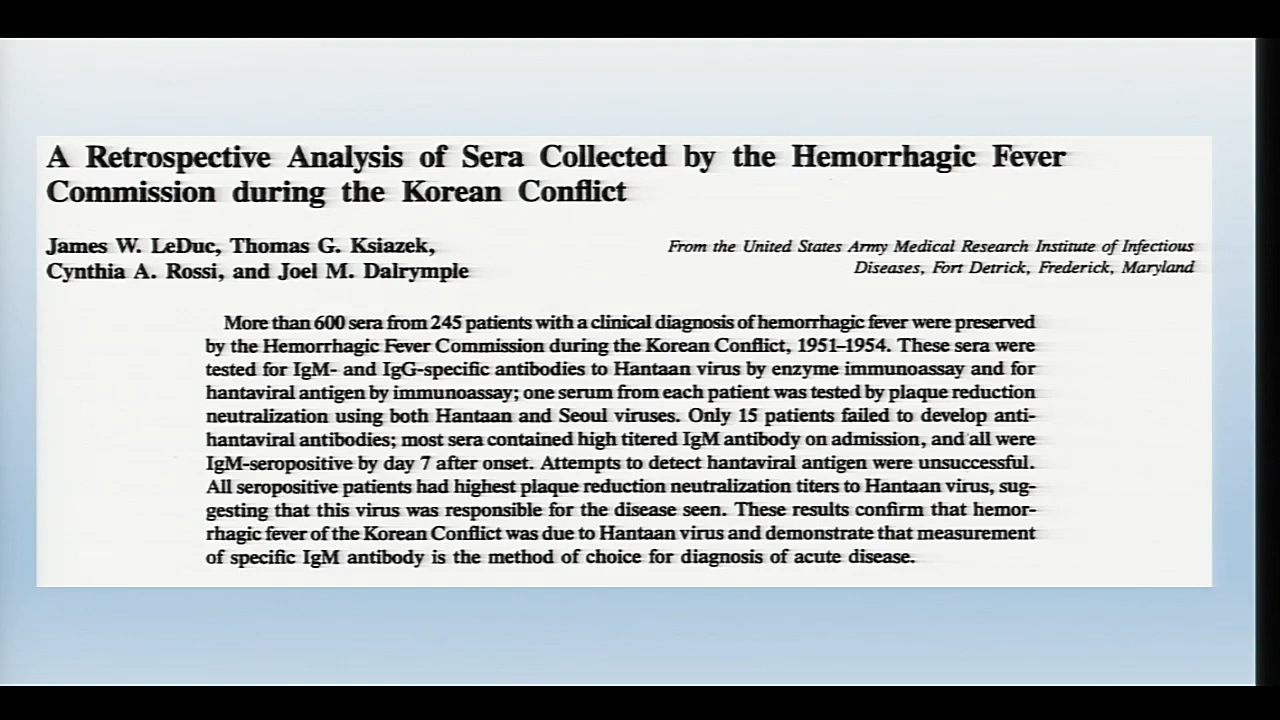 A Retrospective Analysis of Sera Collected by the Hemorrhagic Fever
Commission during the Korean Conflict
James W. LeDuc, Thomas G. Ksiazek,
Cynthia A. Rossi, and Joel M. Dalrymple
From the United States Army Medical Research Institute of Infectious
Diseases, Fort Detrick, Frederick, Maryland
More than 600 sera from 245 patients with a clinical diagnosis of hemorrhagic fever were preserved
by the Hemorrhagic Fever Commission during the Korean Conflict, 1951–1954. These sera were
tested for IgM- and IgG-specific antibodies to Hantaan virus by enzyme immunoassay and for
hantaviral antigen by immunoassay; one serum from each patient was tested by plaque reduction
neutralization using both Hantaan and Seoul viruses. Only 15 patients failed to develop anti-
hantaviral antibodies; most sera contained high titered IgM antibody on admission, and all were
IgM-seropositive by day 7 after onset. Attempts to detect hantaviral antigen were unsuccessful.
All seropositive patients had highest plaque reduction neutralization titers to Hantaan virus, sug-
gesting that this virus was responsible for the disease seen. These results confirm that hemor-
rhagic fever of the Korean Conflict was due to Hantaan virus and demonstrate that measurement
of specific IgM antibody is the method of choice for diagnosis of acute disease.